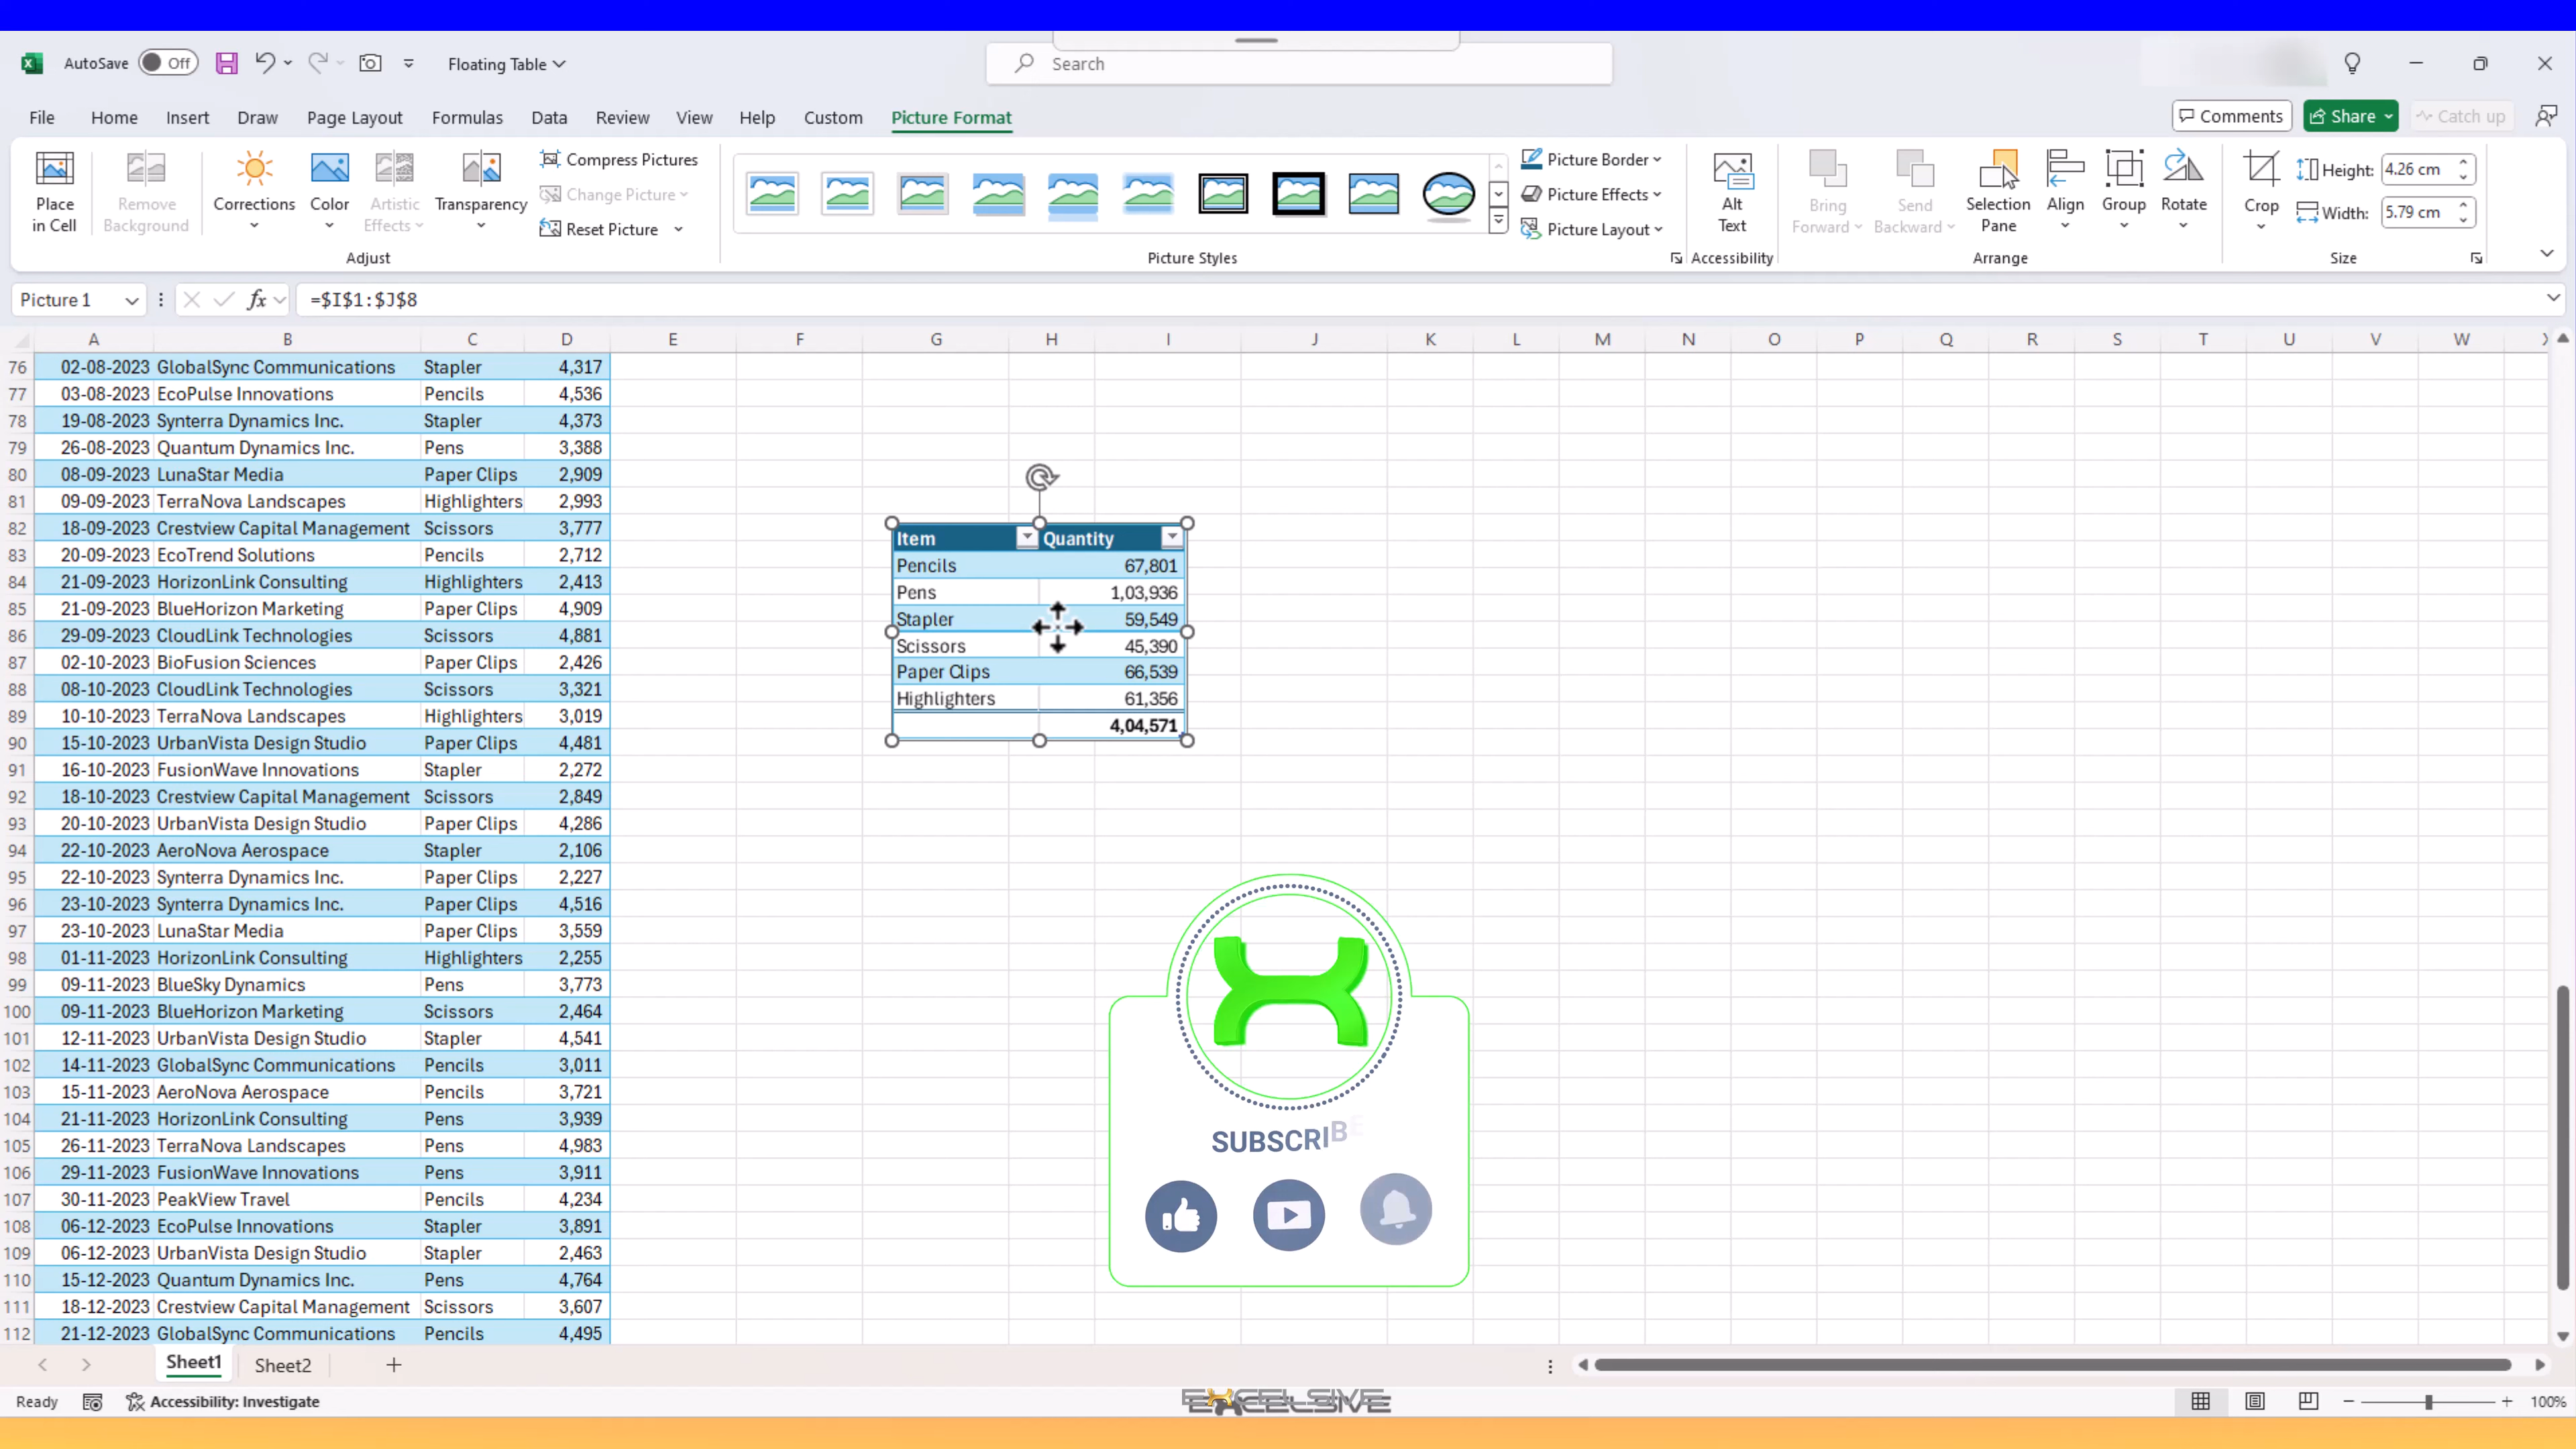 AutoSave Off Floating Table Search
File Home Insert Draw Page Layout Formulas Data Review View Help Custom Picture Format Comments Share Catch up
Place in Cell
Remove Background
Corrections
Color
Artistic Effects
Transparency
Compress Pictures
Change Picture
Reset Picture
Adjust
Picture Styles
Picture Border
Picture Effects
Picture Layout
Alt Text
Accessibility
Bring Forward
Send Backward
Selection Pane
Align
Group
Rotate
Arrange
Crop
Height: 4.26 cm
Width: 5.79 cm
Size
Picture 1 fx =$I$1:$J$8
A B C D E F G H I J K L M N O P Q R S T U V W
76 02-08-2023 GlobalSync Communications Stapler 4,317
77 03-08-2023 EcoPulse Innovations Pencils 4,536
78 19-08-2023 Synterra Dynamics Inc. Stapler 4,373
79 26-08-2023 Quantum Dynamics Inc. Pens 3,388
80 08-09-2023 LunaStar Media Paper Clips 2,909
81 09-09-2023 TerraNova Landscapes Highlighters 2,993
82 18-09-2023 Crestview Capital Management Scissors 3,777
83 20-09-2023 EcoTrend Solutions Pencils 2,712
84 21-09-2023 HorizonLink Consulting Highlighters 2,413
85 21-09-2023 BlueHorizon Marketing Paper Clips 4,909
86 29-09-2023 CloudLink Technologies Scissors 4,881
87 02-10-2023 BioFusion Sciences Paper Clips 2,426
88 08-10-2023 CloudLink Technologies Scissors 3,321
89 10-10-2023 TerraNova Landscapes Highlighters 3,019
90 15-10-2023 UrbanVista Design Studio Paper Clips 4,481
91 16-10-2023 FusionWave Innovations Stapler 2,272
92 18-10-2023 Crestview Capital Management Scissors 2,849
93 20-10-2023 UrbanVista Design Studio Paper Clips 4,286
94 22-10-2023 AeroNova Aerospace Stapler 2,106
95 22-10-2023 Synterra Dynamics Inc. Paper Clips 2,227
96 23-10-2023 Synterra Dynamics Inc. Paper Clips 4,516
97 23-10-2023 LunaStar Media Paper Clips 3,559
98 01-11-2023 HorizonLink Consulting Highlighters 2,255
99 09-11-2023 BlueSky Dynamics Pens 3,773
100 09-11-2023 BlueHorizon Marketing Scissors 2,464
101 12-11-2023 UrbanVista Design Studio Stapler 4,541
102 14-11-2023 GlobalSync Communications Pencils 3,011
103 15-11-2023 AeroNova Aerospace Pencils 3,721
104 21-11-2023 HorizonLink Consulting Pens 3,939
105 26-11-2023 TerraNova Landscapes Pens 4,983
106 29-11-2023 FusionWave Innovations Pens 3,911
107 30-11-2023 PeakView Travel Pencils 4,234
108 06-12-2023 EcoPulse Innovations Stapler 3,891
109 06-12-2023 UrbanVista Design Studio Stapler 2,463
110 15-12-2023 Quantum Dynamics Inc. Pens 4,764
111 18-12-2023 Crestview Capital Management Scissors 3,607
112 21-12-2023 GlobalSync Communications Pencils 4,495
Item Quantity
Pencils 67,801
Pens 1,03,936
Stapler 59,549
Scissors 45,390
Paper Clips 66,539
Highlighters 61,356
4,04,571
SUBSCRIBE
Sheet1 Sheet2
Ready Accessibility: Investigate 100%
EXCELSIVE